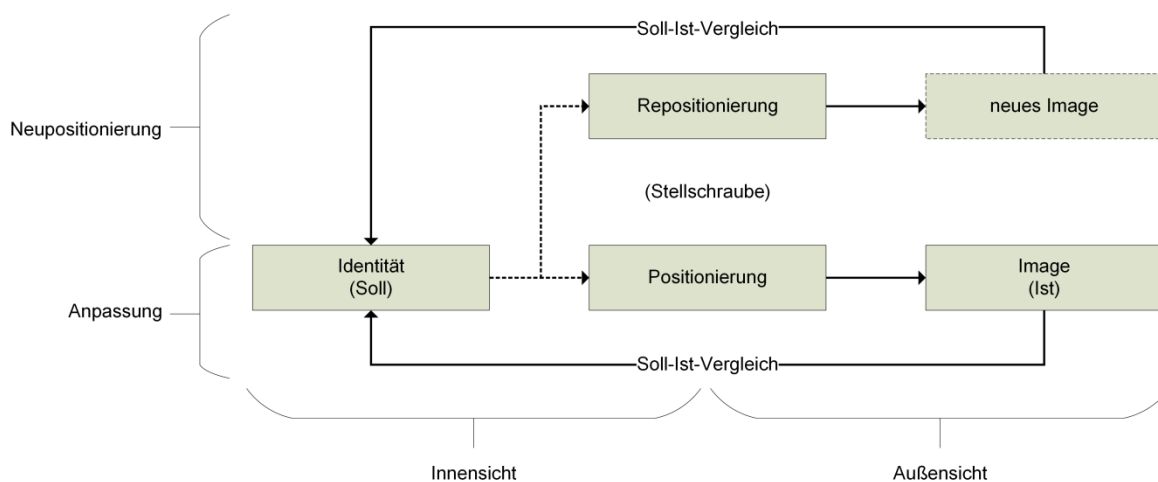 Soll-Ist-Vergleich
Repositionierung
neues Image
Neupositionierung
(Stellschraube)
Identität
(Soll)
Positionierung
Image
(Ist)
Anpassung
Soll-Ist-Vergleich
Innensicht
Außensicht